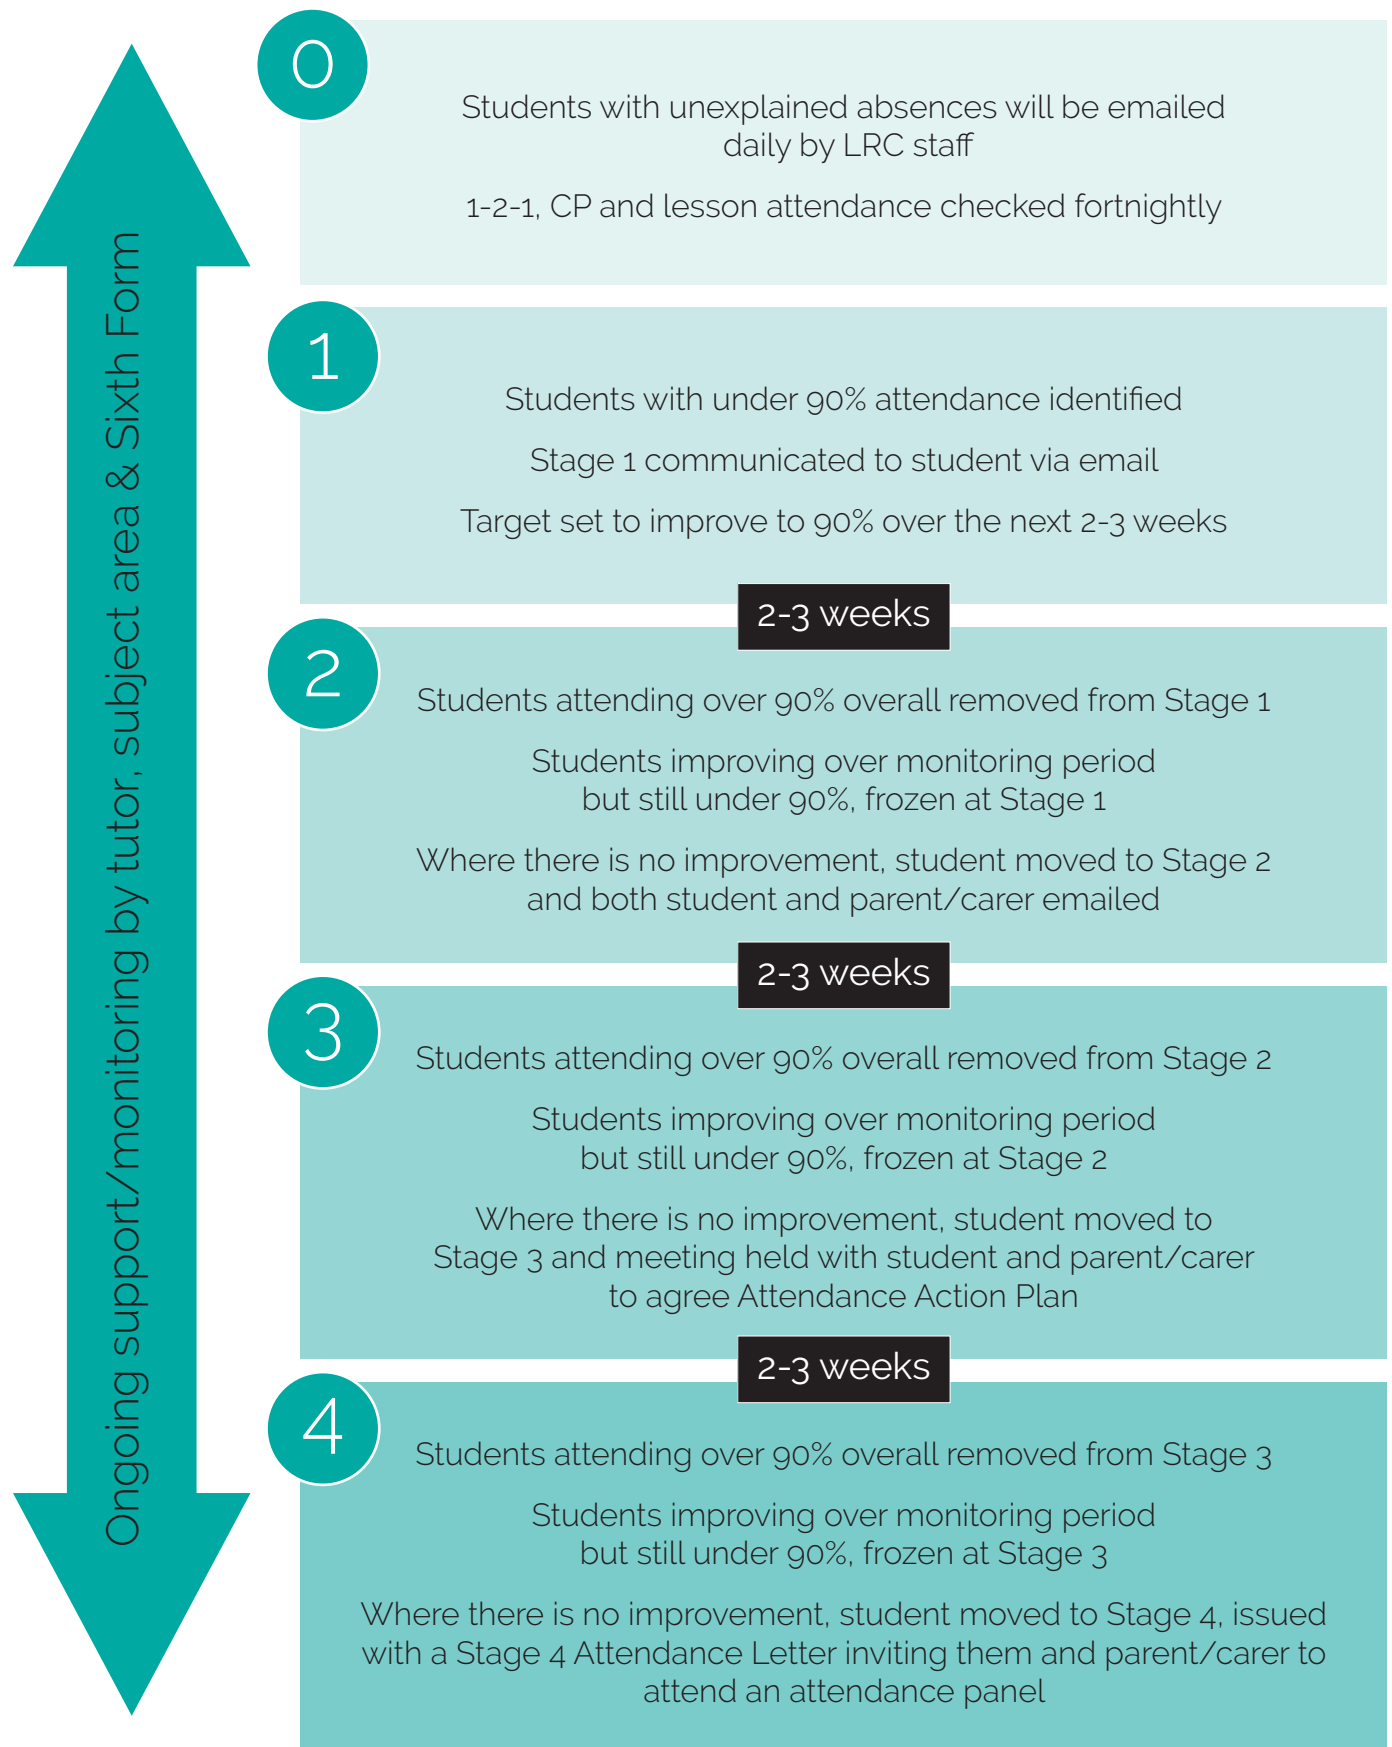 Ongoing support/monitoring by tutor, subject area & Sixth Form
0
Students with unexplained absences will be emailed
daily by LRC staff
1-2-1, CP and lesson attendance checked fortnightly
1
Students with under 90% attendance identified
Stage 1 communicated to student via email
Target set to improve to 90% over the next 2-3 weeks
2-3 weeks
2
Students attending over 90% overall removed from Stage 1
Students improving over monitoring period
but still under 90%, frozen at Stage 1
Where there is no improvement, student moved to Stage 2
and both student and parent/carer emailed
2-3 weeks
3
Students attending over 90% overall removed from Stage 2
Students improving over monitoring period
but still under 90%, frozen at Stage 2
Where there is no improvement, student moved to
Stage 3 and meeting held with student and parent/carer
to agree Attendance Action Plan
2-3 weeks
4
Students attending over 90% overall removed from Stage 3
Students improving over monitoring period
but still under 90%, frozen at Stage 3
Where there is no improvement, student moved to Stage 4, issued
with a Stage 4 Attendance Letter inviting them and parent/carer to
attend an attendance panel